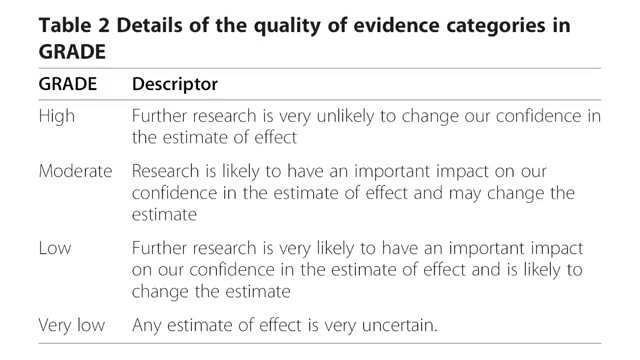 Table 2 Details of the quality of evidence categories in
GRADE
GRADE Descriptor
High Further research is very unlikely to change our confidence in
the estimate of effect
Moderate Research is likely to have an important impact on our
confidence in the estimate of effect and may change the
estimate
Low Further research is very likely to have an important impact
on our confidence in the estimate of effect and is likely to
change the estimate
Very low Any estimate of effect is very uncertain.